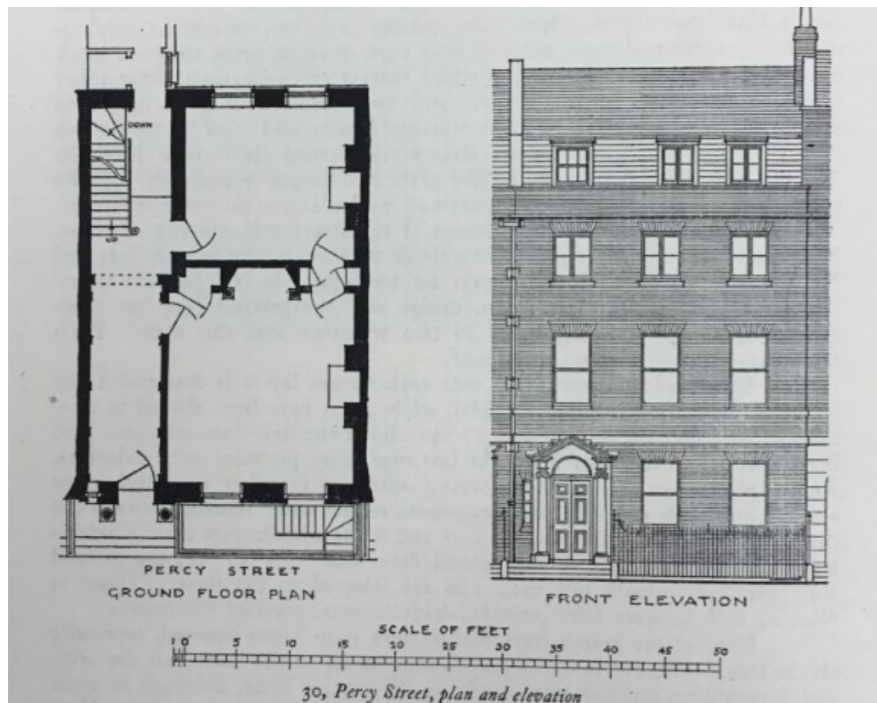 DOWN
UP
PERCY STREET
GROUND FLOOR PLAN
FRONT ELEVATION
SCALE OF FEET
1 0 5 10 15 20 25 30 35 40 45 50
30, Percy Street, plan and elevation